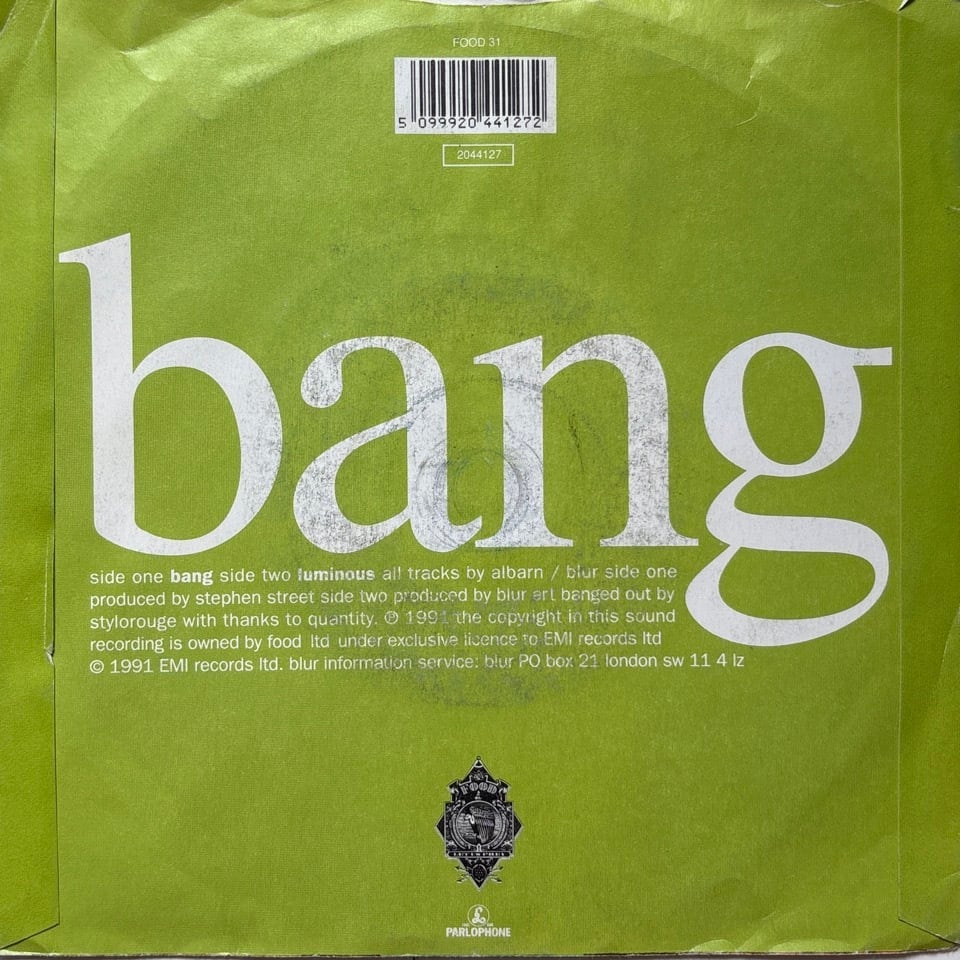 FOOD 31
5 099920 441272
2044127
bang
side one bang side two luminous all tracks by albarn / blur side one
produced by stephen street side two produced by blur art banged out by
stylorouge with thanks to quantity. ℗ 1991 the copyright in this sound
recording is owned by food ltd under exclusive licence to EMI records ltd
© 1991 EMI records ltd. blur information service: blur PO box 21 london sw 11 4 lz
FOOD
£
PARLOPHONE